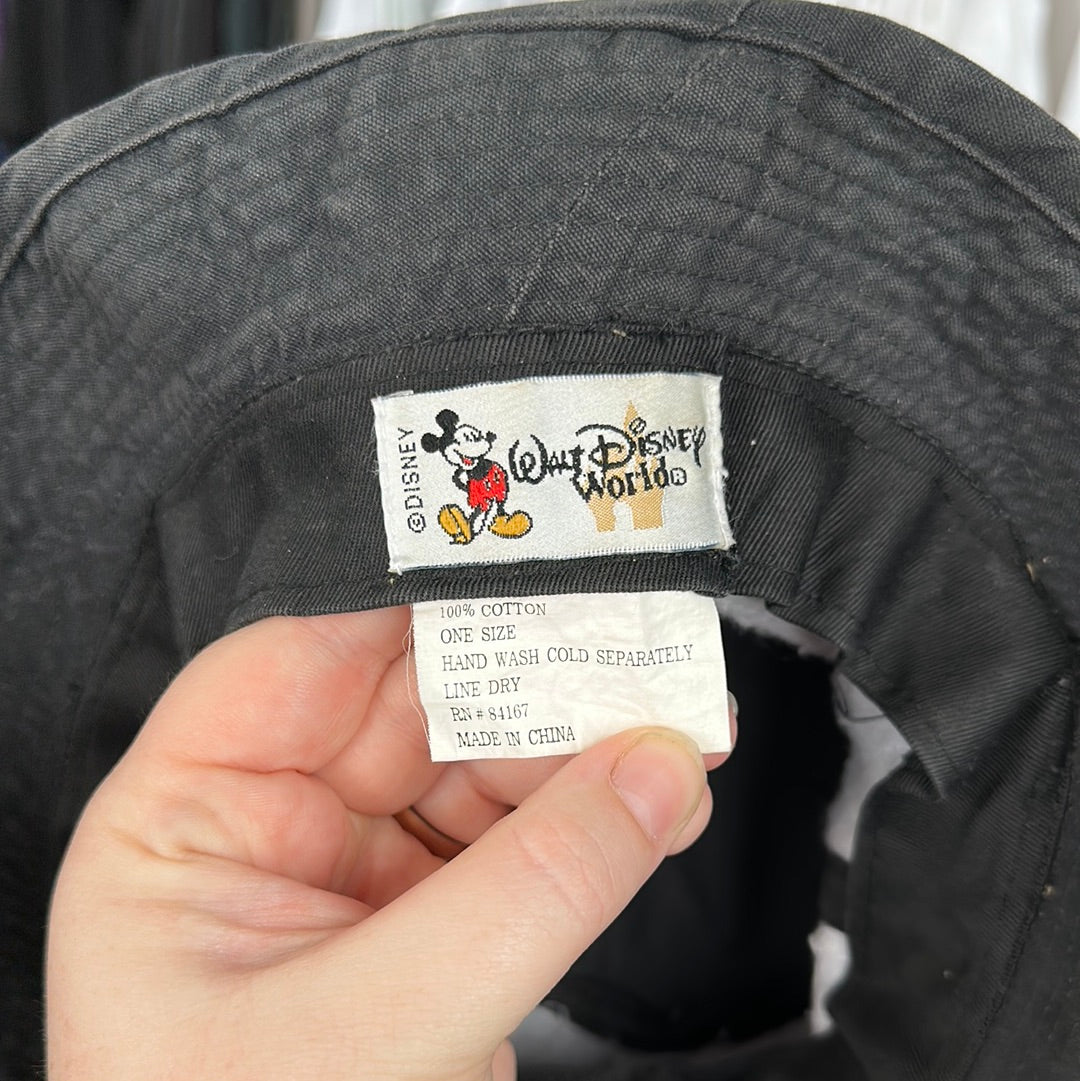 ©DISNEY
WALT DISNEY
World®
100% COTTON
ONE SIZE
HAND WASH COLD SEPARATELY
LINE DRY
RN # 84167
MADE IN CHINA